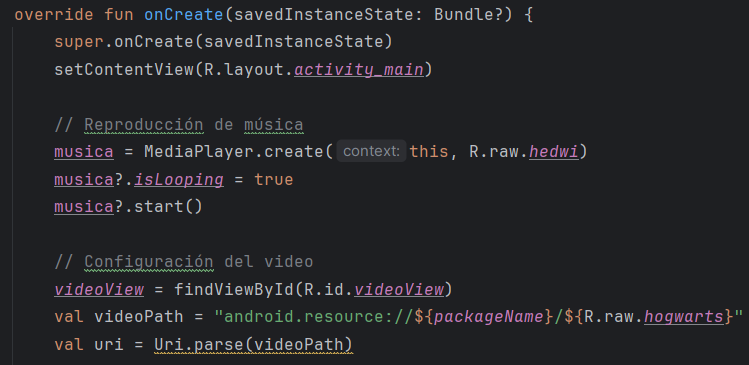 override fun onCreate(savedInstanceState: Bundle?) {
super.onCreate(savedInstanceState)
setContentView(R.layout.activity_main)
// Reproducción de música
musica = MediaPlayer.create( context: this, R.raw.hedwi)
musica?.isLooping = true
musica?.start()
// Configuración del video
videoView = findViewById(R.id.videoView)
val videoPath = "android.resource://${packageName}/${R.raw.hogwarts}"
val uri = Uri.parse(videoPath)